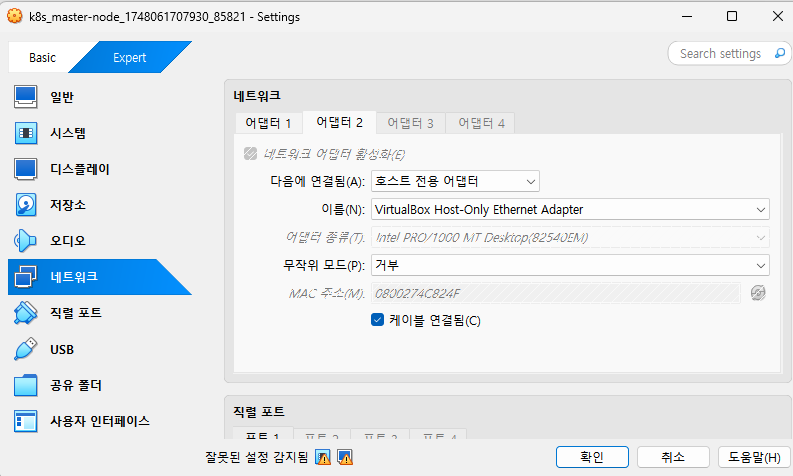 k8s_master-node_1748061707930_85821 - Settings
Basic
Expert
Search settings
일반
시스템
디스플레이
저장소
오디오
네트워크
직렬 포트
USB
공유 폴더
사용자 인터페이스
네트워크
어댑터 1
어댑터 2
어댑터 3
어댑터 4
네트워크 어댑터 활성화(E)
다음에 연결됨(A): 호스트 전용 어댑터
이름(N): VirtualBox Host-Only Ethernet Adapter
어댑터 종류(T): Intel PRO/1000 MT Desktop(82540EM)
무작위 모드(P): 거부
MAC 주소(M): 0800274C824F
케이블 연결됨(C)
직렬 포트
포트 1
포트 2
포트 3
포트 4
잘못된 설정 감지됨
확인
취소
도움말(H)